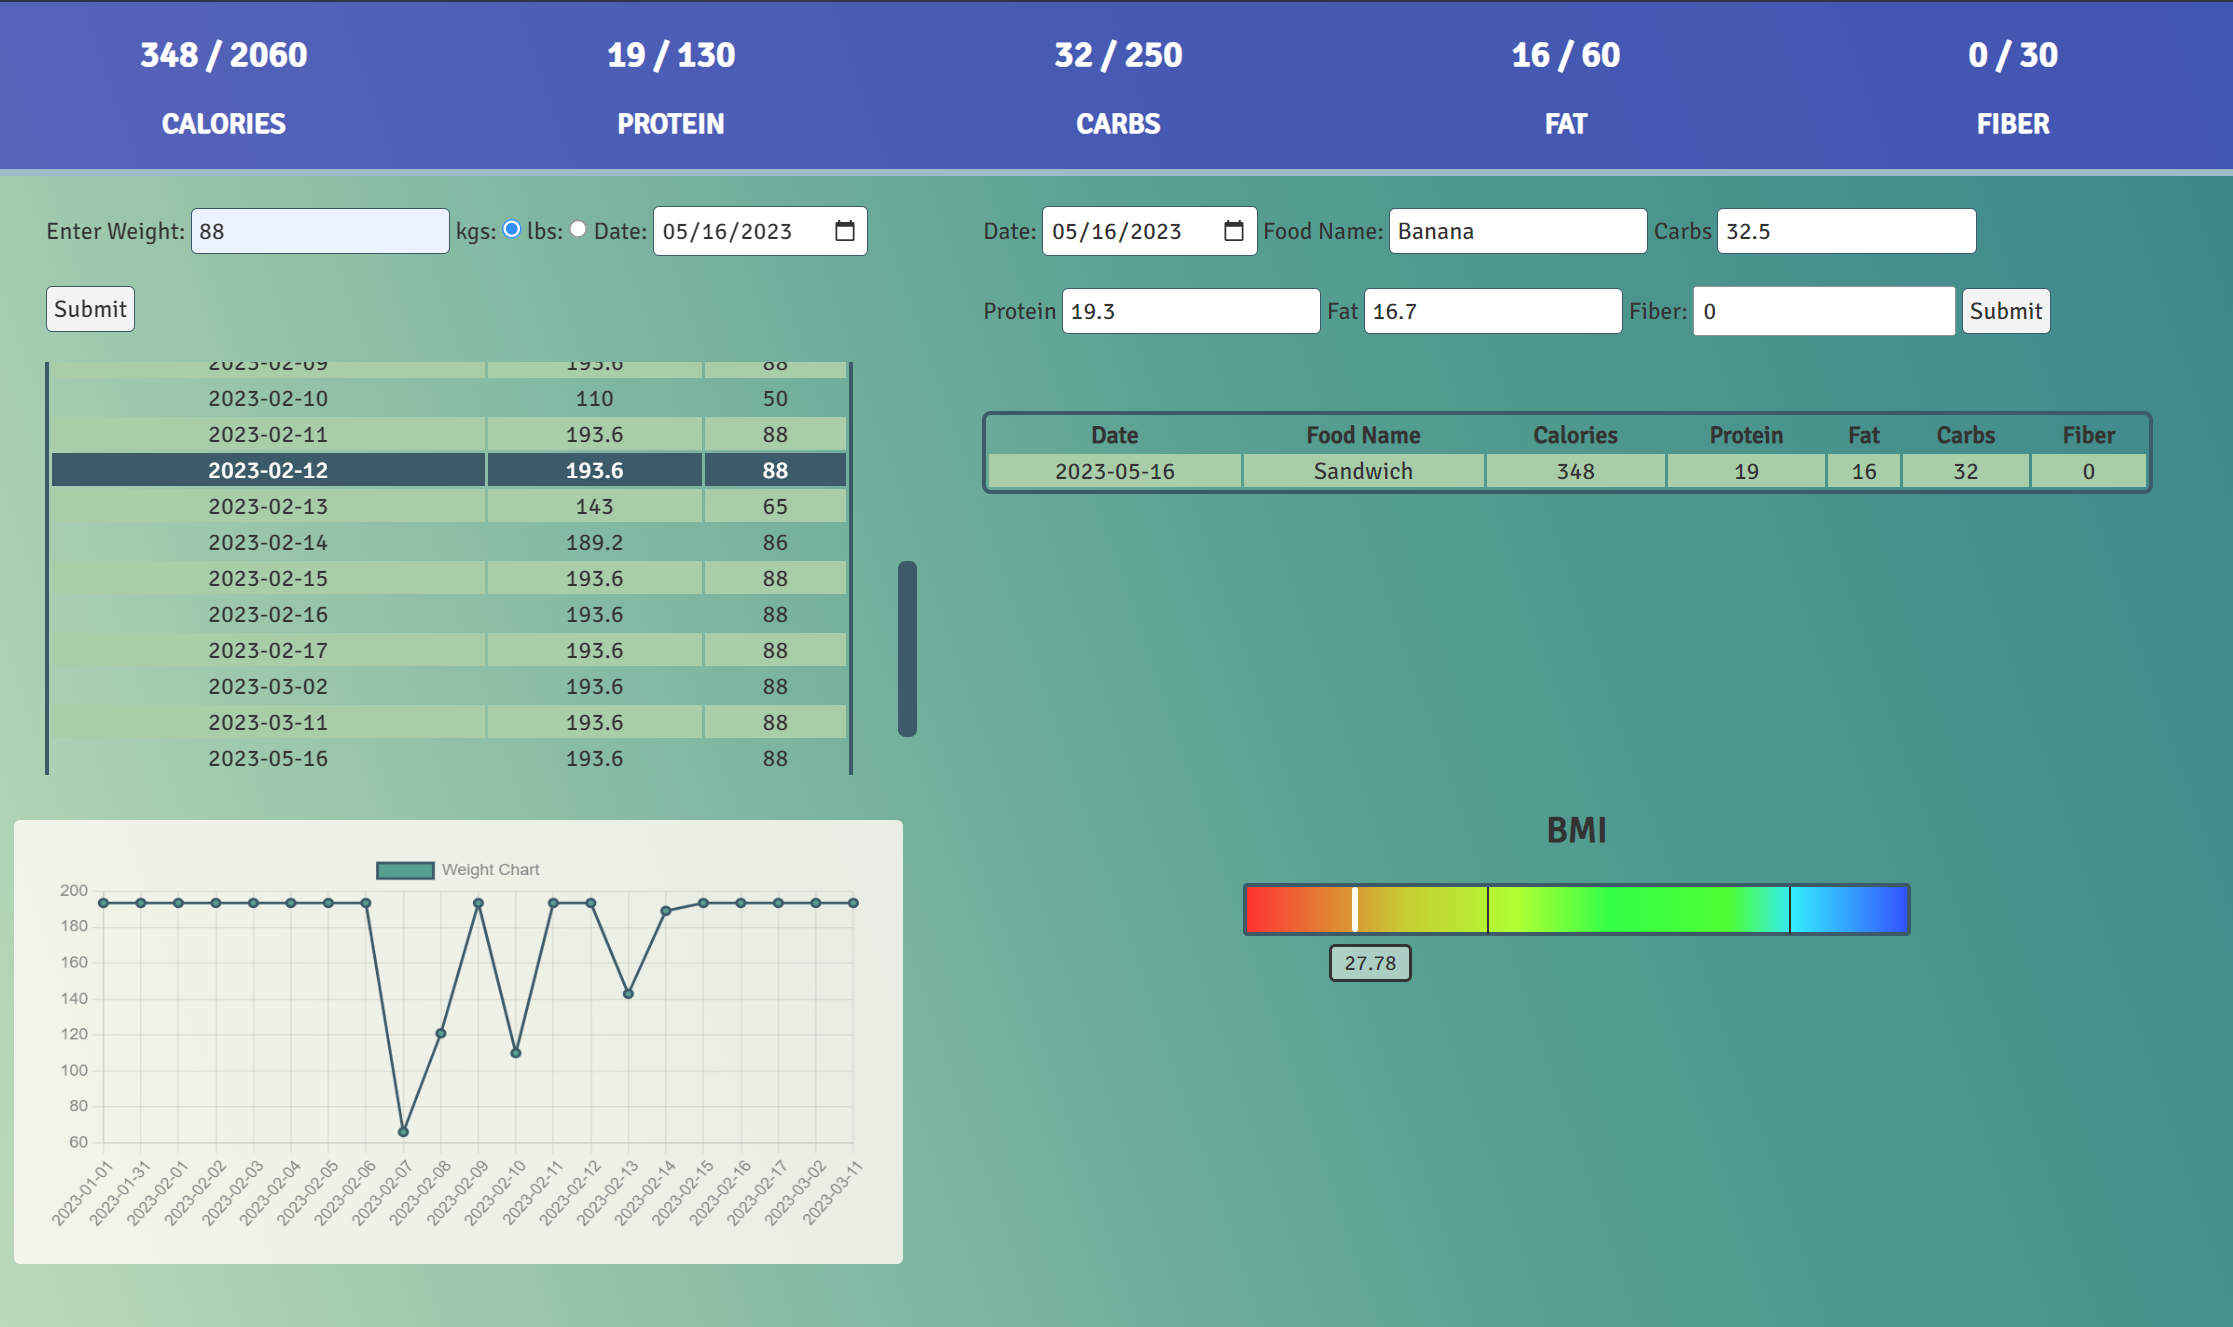 348 / 2060 19 / 130 32 / 250 16 / 60 0 / 30
CALORIES PROTEIN CARBS FAT FIBER
Enter Weight: 88 kgs: lbs: Date: 05/16/2023
Submit
Date: 05/16/2023 Food Name: Banana Carbs 32.5
Protein 19.3 Fat 16.7 Fiber: 0 Submit
2023-02-09 193.6 88
2023-02-10 110 50
2023-02-11 193.6 88
2023-02-12 193.6 88
2023-02-13 143 65
2023-02-14 189.2 86
2023-02-15 193.6 88
2023-02-16 193.6 88
2023-02-17 193.6 88
2023-03-02 193.6 88
2023-03-11 193.6 88
2023-05-16 193.6 88
Date Food Name Calories Protein Fat Carbs Fiber
2023-05-16 Sandwich 348 19 16 32 0
Weight Chart
200
180
160
140
120
100
80
60
2023-01-01
2023-01-31
2023-02-01
2023-02-02
2023-02-03
2023-02-04
2023-02-05
2023-02-06
2023-02-07
2023-02-08
2023-02-09
2023-02-10
2023-02-11
2023-02-12
2023-02-13
2023-02-14
2023-02-15
2023-02-16
2023-02-17
2023-03-02
2023-03-11
BMI
27.78